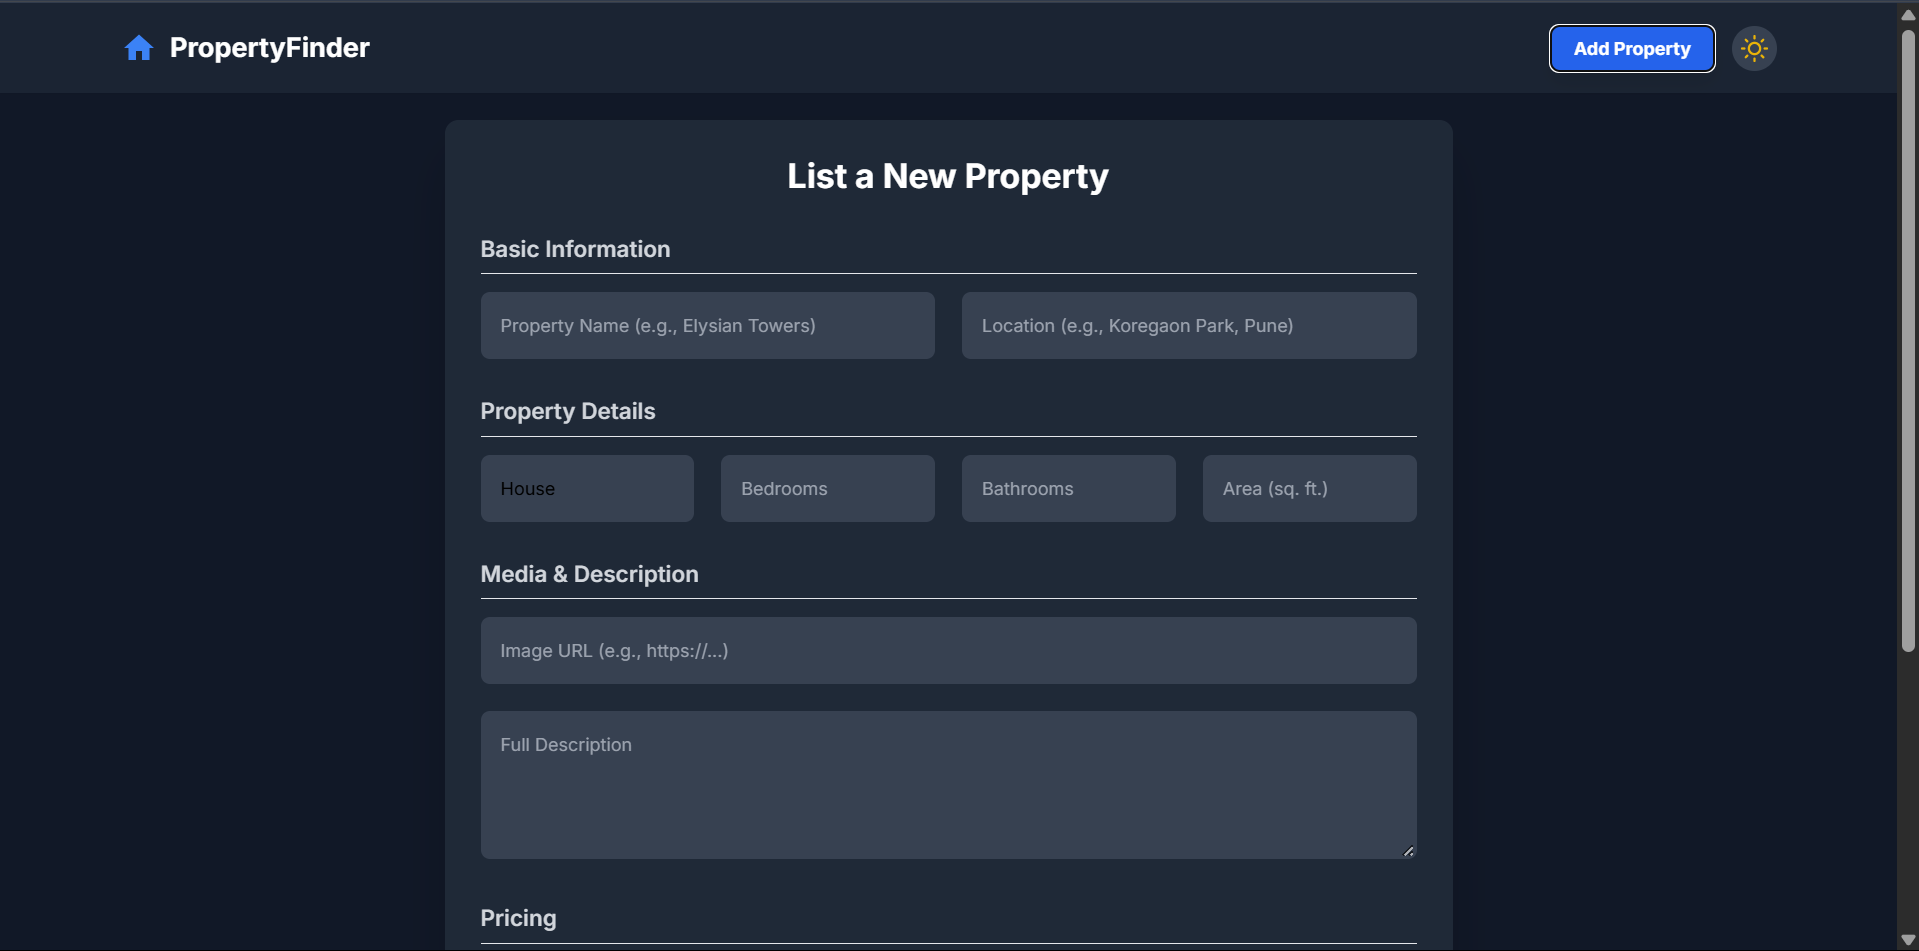 PropertyFinder
Add Property
List a New Property
Basic Information
Property Name (e.g., Elysian Towers)
Location (e.g., Koregaon Park, Pune)
Property Details
House
Bedrooms
Bathrooms
Area (sq. ft.)
Media & Description
Image URL (e.g., https://...)
Full Description
Pricing